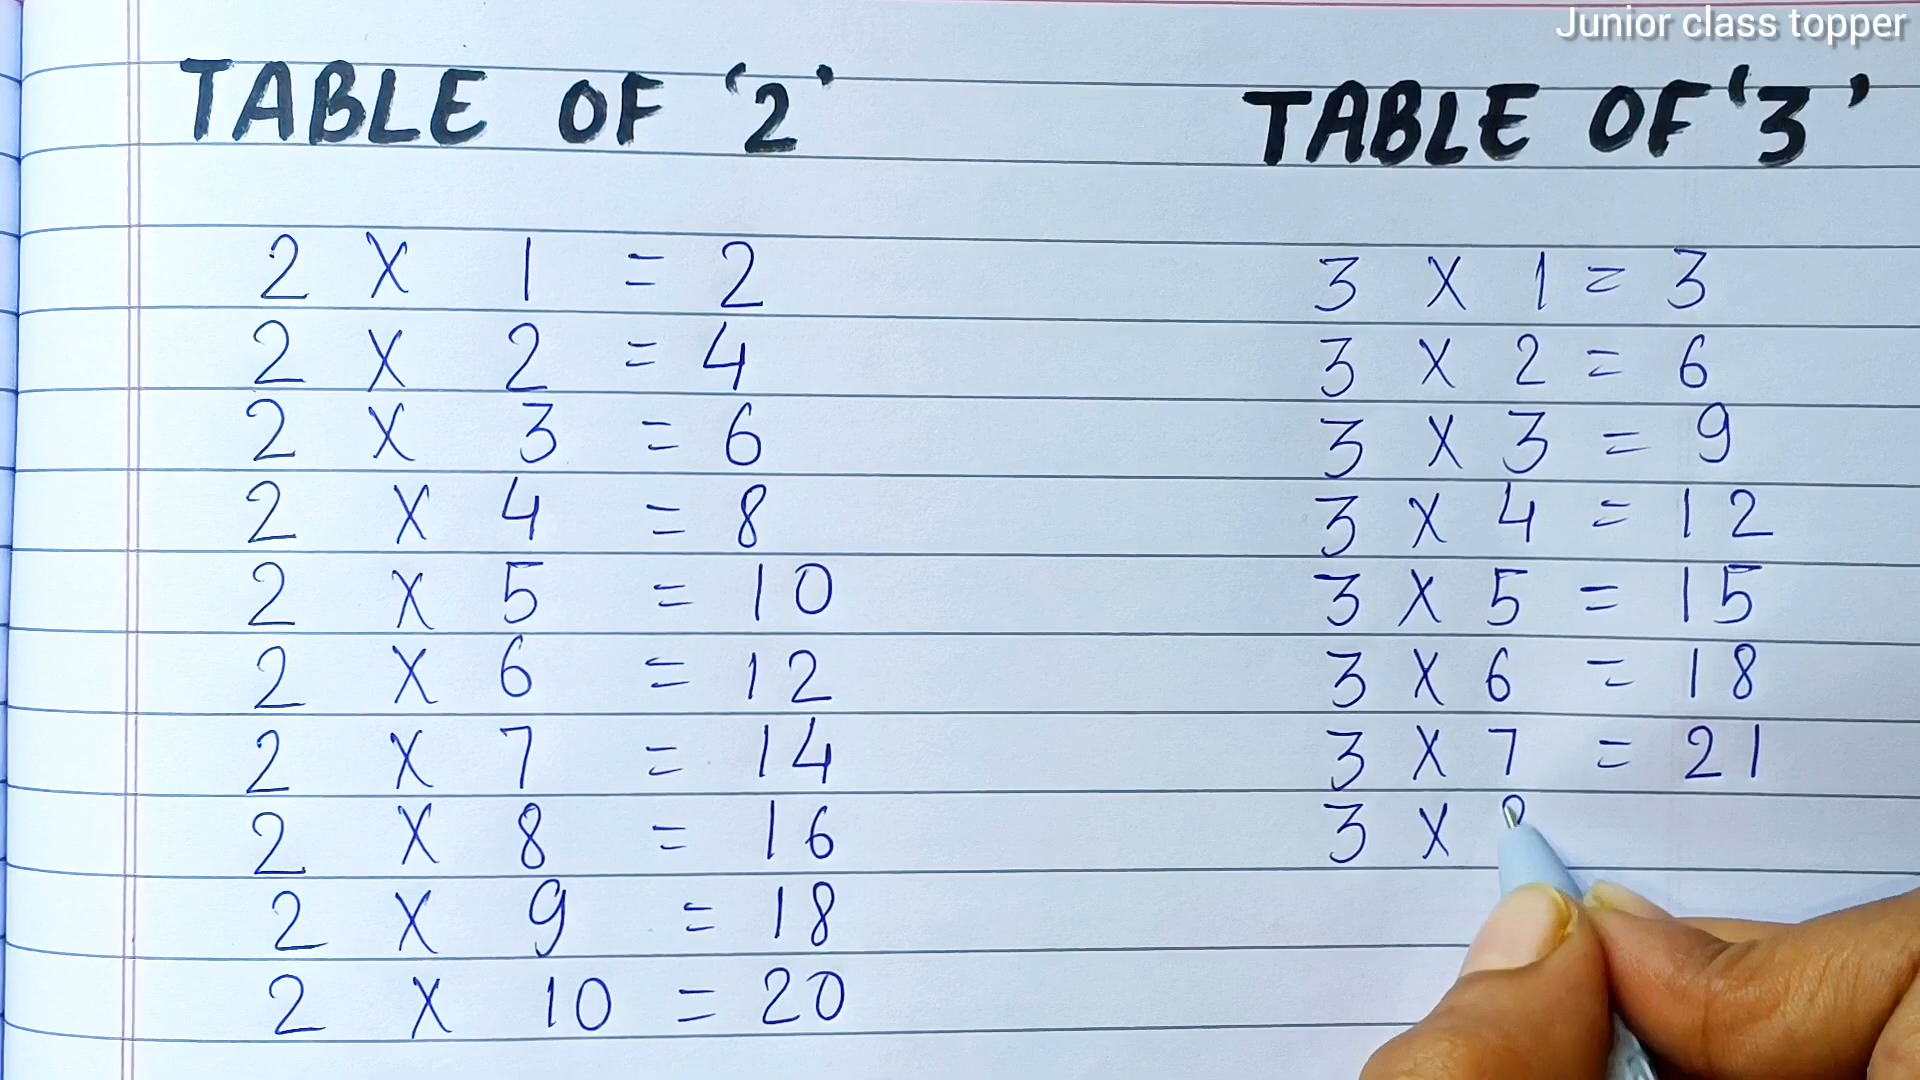 Junior class topper
TABLE OF '2'
2 X 1 = 2
2 X 2 = 4
2 X 3 = 6
2 X 4 = 8
2 X 5 = 10
2 X 6 = 12
2 X 7 = 14
2 X 8 = 16
2 X 9 = 18
2 X 10 = 20
TABLE OF '3'
3 X 1 = 3
3 X 2 = 6
3 X 3 = 9
3 X 4 = 12
3 X 5 = 15
3 X 6 = 18
3 X 7 = 21
3 X